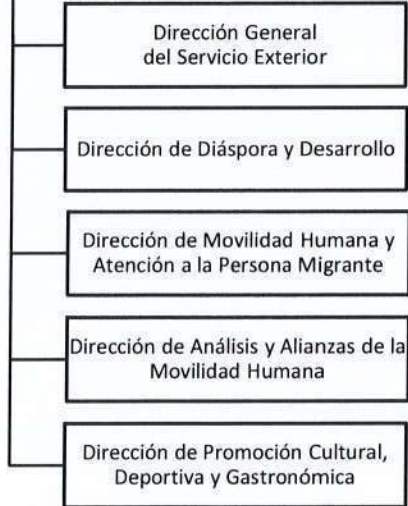 Dirección General
del Servicio Exterior
Dirección de Diáspora y Desarrollo
Dirección de Movilidad Humana y
Atención a la Persona Migrante
Dirección de Análisis y Alianzas de la
Movilidad Humana
Dirección de Promoción Cultural,
Deportiva y Gastronómica